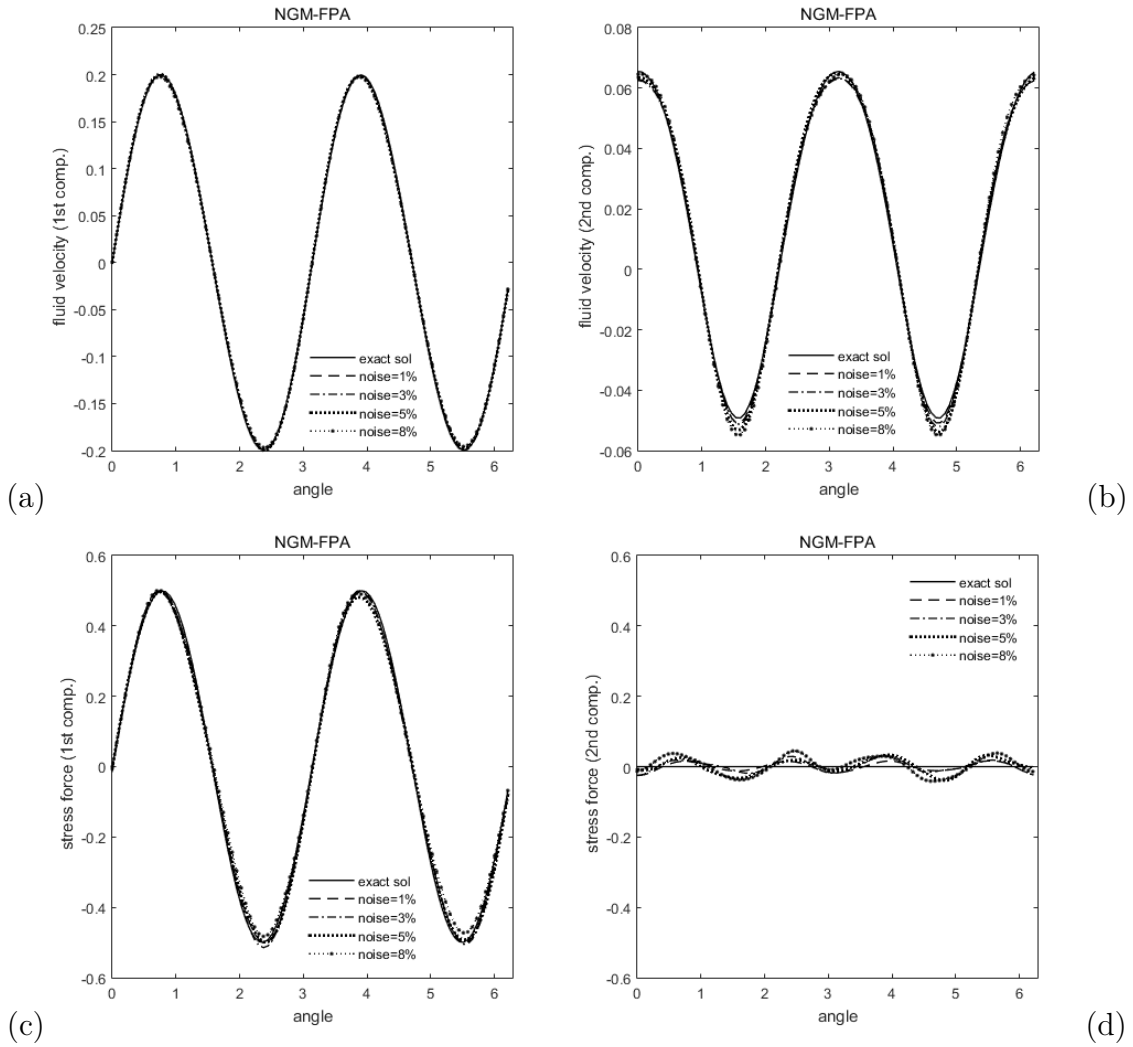 NGM-FPA
0.25
0.2
0.15
0.1
0.05
0
-0.05
-0.1
-0.15
-0.2
fluid velocity (1st comp.)
exact sol
noise=1%
noise=3%
noise=5%
noise=8%
0 1 2 3 4 5 6
angle
(a)
NGM-FPA
0.08
0.06
0.04
0.02
0
-0.02
-0.04
-0.06
fluid velocity (2nd comp.)
exact sol
noise=1%
noise=3%
noise=5%
noise=8%
0 1 2 3 4 5 6
angle
(b)
NGM-FPA
0.6
0.4
0.2
0
-0.2
-0.4
-0.6
stress force (1st comp.)
exact sol
noise=1%
noise=3%
noise=5%
noise=8%
0 1 2 3 4 5 6
angle
(c)
NGM-FPA
0.6
0.4
0.2
0
-0.2
-0.4
-0.6
stress force (2nd comp.)
exact sol
noise=1%
noise=3%
noise=5%
noise=8%
0 1 2 3 4 5 6
angle
(d)